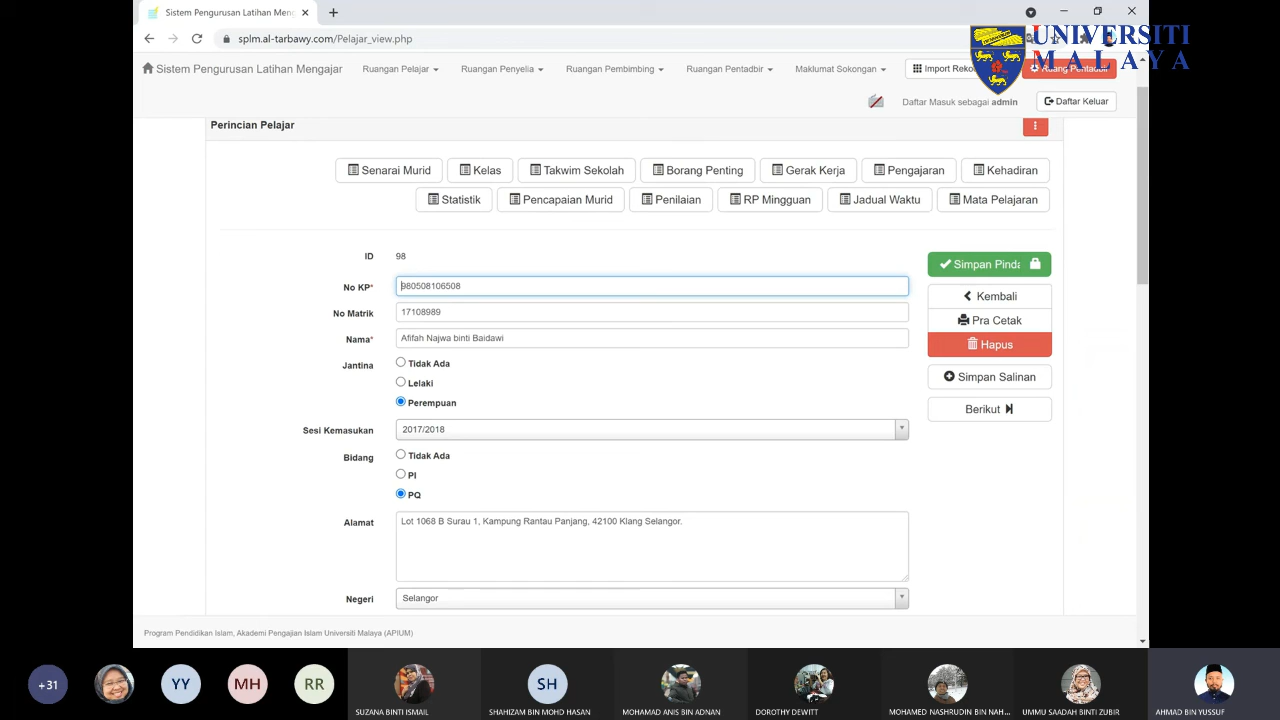 Sistem Pengurusan Latihan Meng
splm.al-tarbawy.com/Pelajar_view.php
UNIVERSITI
MALAYA
Sistem Pengurusan Latihan Mengajar
Ruangan Pelajar
Ruangan Penyelia
Ruangan Pembimbing
Ruangan Pentadbir
Maklumat Sokongan
Import Reko
Ruang Pentadbir
Daftar Masuk sebagai admin
Daftar Keluar
Perincian Pelajar
Senarai Murid
Kelas
Takwim Sekolah
Borang Penting
Gerak Kerja
Pengajaran
Kehadiran
Statistik
Pencapaian Murid
Penilaian
RP Mingguan
Jadual Waktu
Mata Pelajaran
ID 98
No KP* 980508106508
No Matrik 17108989
Nama* Afifah Najwa binti Baidawi
Jantina
Tidak Ada
Lelaki
Perempuan
Sesi Kemasukan 2017/2018
Bidang
Tidak Ada
PI
PQ
Alamat Lot 1068 B Surau 1, Kampung Rantau Panjang, 42100 Klang Selangor.
Negeri Selangor
Simpan Pinda
Kembali
Pra Cetak
Hapus
Simpan Salinan
Berikut
Program Pendidikan Islam, Akademi Pengajian Islam Universiti Malaya (APIUM)
+31
YY
MH
RR
SUZANA BINTI ISMAIL
SH
SHAHIZAM BIN MOHD HASAN
MOHAMAD ANIS BIN ADNAN
DOROTHY DEWITT
MOHAMED NASHRUDIN BIN NAH...
UMMU SAADAH BINTI ZUBIR
AHMAD BIN YUSSUF